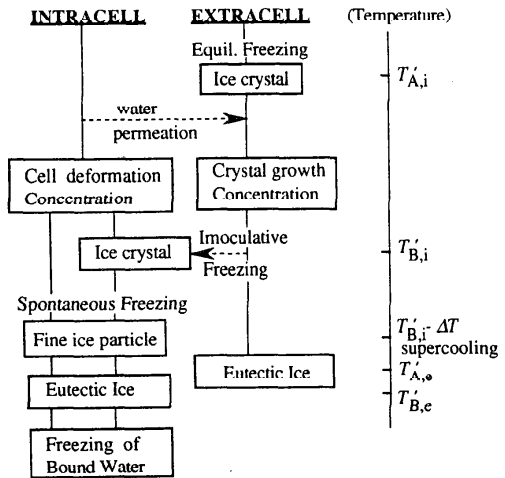 INTRACELL EXTRACELL (Temperature)
Equil. Freezing
Ice crystal T′A,i
water
permeation
Cell deformation Crystal growth
Concentration Concentration
Imoculative
Ice crystal T′B,i
Freezing
Spontaneous Freezing
Fine ice particle T′B,i- ΔT
supercooling
Eutectic Ice T′A,e
Eutectic Ice T′B,e
Freezing of
Bound Water